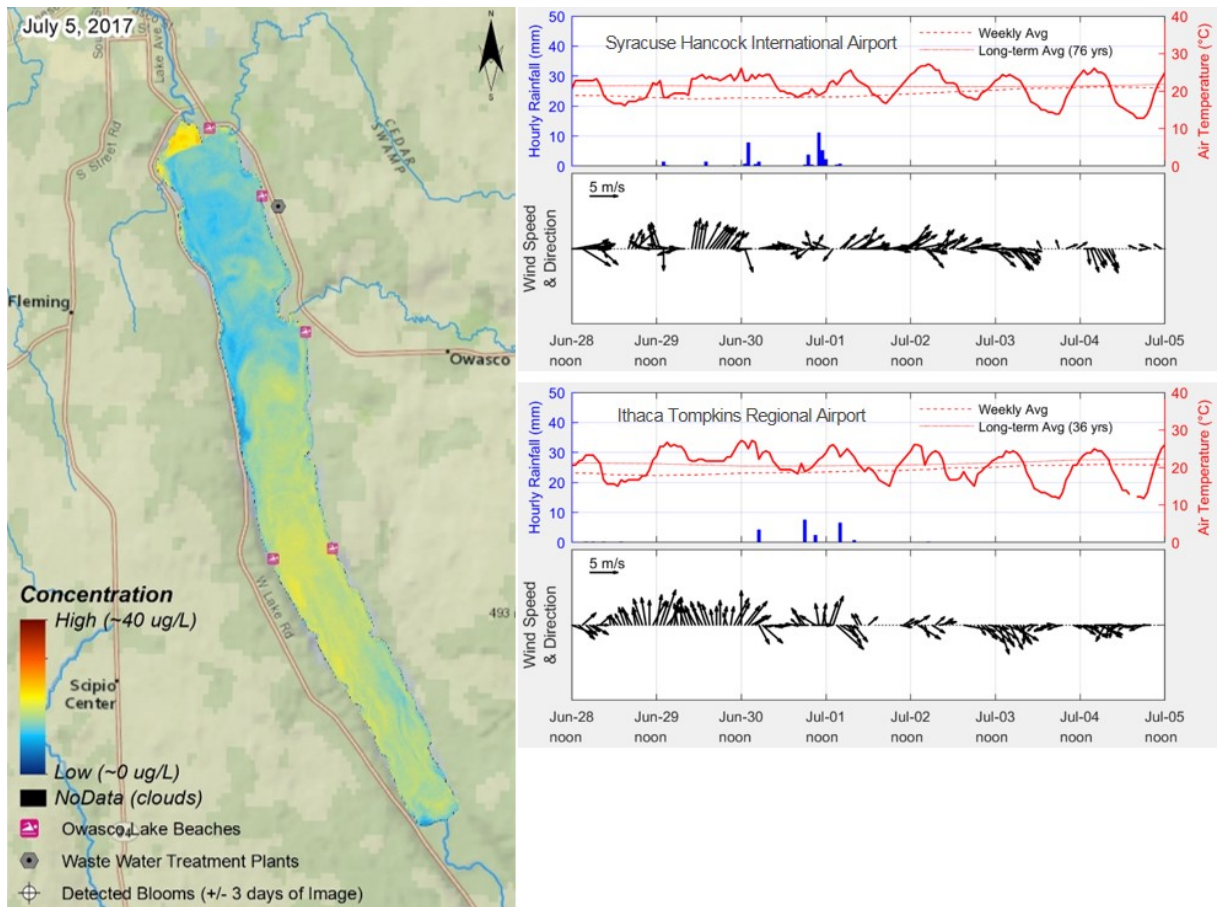 July 5, 2017
N
S
Lake Ave
S Street Rd
CEDAR
SWAMP
Fleming
Owasco
W Lake Rd
493
Scipio
Center
Concentration
High (~40 ug/L)
Low (~0 ug/L)
NoData (clouds)
Owasco Lake Beaches
Waste Water Treatment Plants
Detected Blooms (+/- 3 days of Image)
Syracuse Hancock International Airport
Weekly Avg
Long-term Avg (76 yrs)
Hourly Rainfall (mm)
50
40
30
20
10
0
Air Temperature (°C)
40
30
20
10
0
5 m/s
Wind Speed
& Direction
Jun-28 Jun-29 Jun-30 Jul-01 Jul-02 Jul-03 Jul-04 Jul-05
noon noon noon noon noon noon noon noon
Ithaca Tompkins Regional Airport
Weekly Avg
Long-term Avg (36 yrs)
Hourly Rainfall (mm)
50
40
30
20
10
0
Air Temperature (°C)
40
30
20
10
0
5 m/s
Wind Speed
& Direction
Jun-28 Jun-29 Jun-30 Jul-01 Jul-02 Jul-03 Jul-04 Jul-05
noon noon noon noon noon noon noon noon